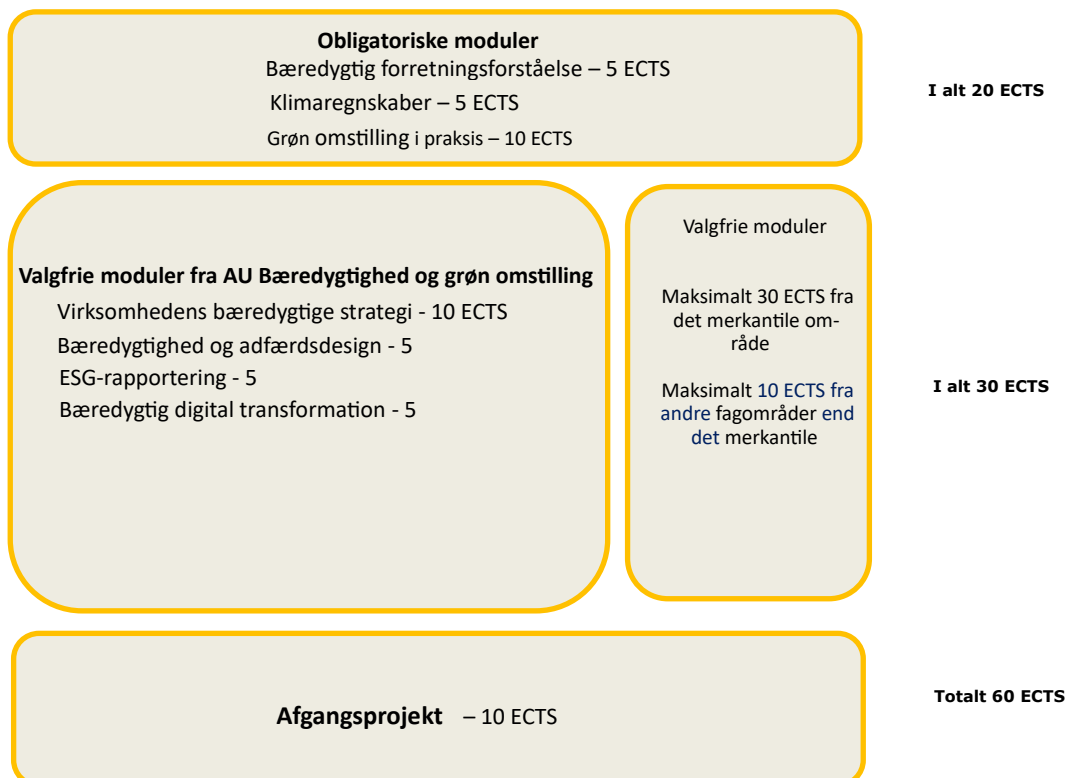 Obligatoriske moduler
Bæredygtig forretningsforståelse – 5 ECTS
Klimaregnskaber – 5 ECTS
Grøn omstilling i praksis – 10 ECTS
I alt 20 ECTS
Valgfrie moduler fra AU Bæredygtighed og grøn omstilling
Virksomhedens bæredygtige strategi - 10 ECTS
Bæredygtighed og adfærdsdesign - 5
ESG-rapportering - 5
Bæredygtig digital transformation - 5
Valgfrie moduler
Maksimalt 30 ECTS fra
det merkantile om-
råde
Maksimalt 10 ECTS fra
andre fagområder end
det merkantile
I alt 30 ECTS
Afgangsprojekt – 10 ECTS
Totalt 60 ECTS